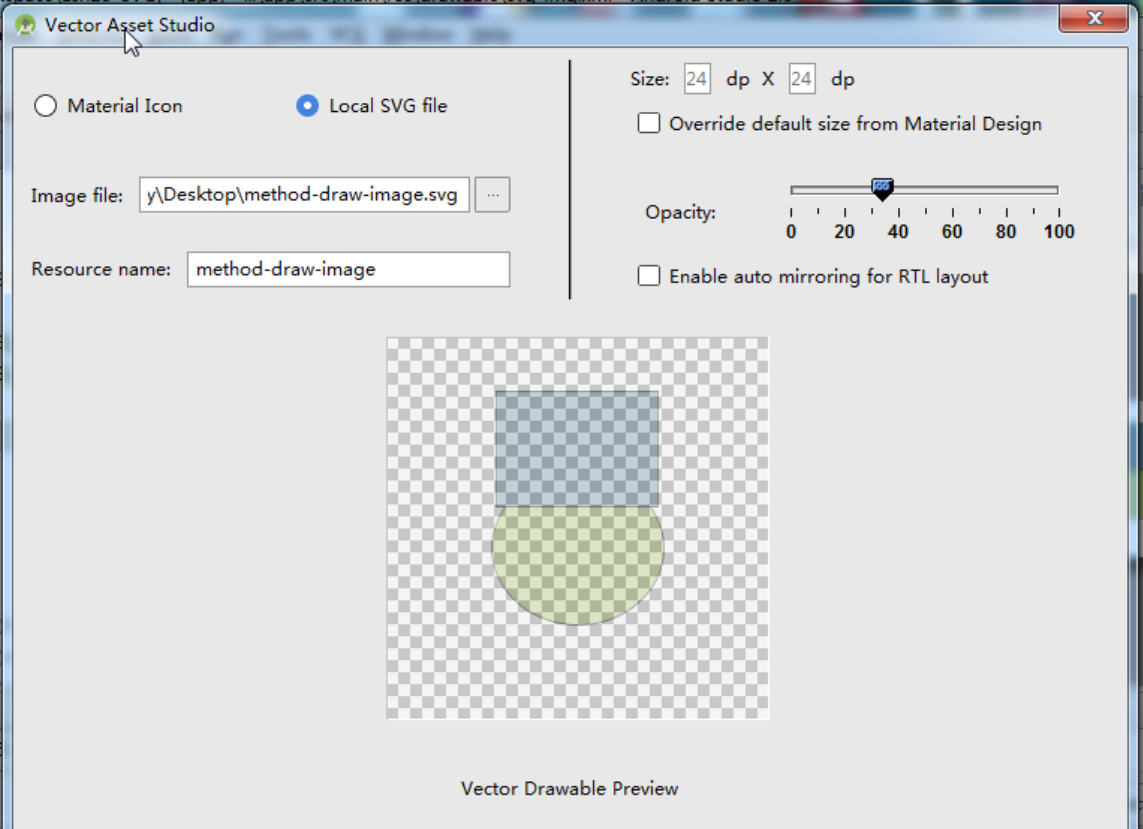 Vector Asset Studio
Material Icon
Local SVG file
Image file:
y\Desktop\method-draw-image.svg
...
Resource name:
method-draw-image
Size: 24 dp X 24 dp
Override default size from Material Design
Opacity:
0 20 40 60 80 100
Enable auto mirroring for RTL layout
Vector Drawable Preview